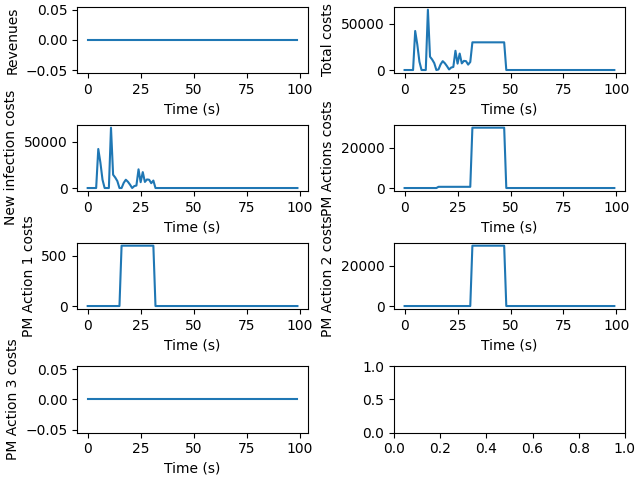 Revenues
0.05
0.00
−0.05
0 25 50 75 100
Time (s)
Total costs
50000
0
0 25 50 75 100
Time (s)
New infection costs
50000
0
0 25 50 75 100
Time (s)
PM Actions costs
20000
0
0 25 50 75 100
Time (s)
PM Action 1 costs
500
0
0 25 50 75 100
Time (s)
PM Action 2 costs
20000
0
0 25 50 75 100
Time (s)
PM Action 3 costs
0.05
0.00
−0.05
0 25 50 75 100
Time (s)
1.0
0.5
0.0
0.0 0.2 0.4 0.6 0.8 1.0